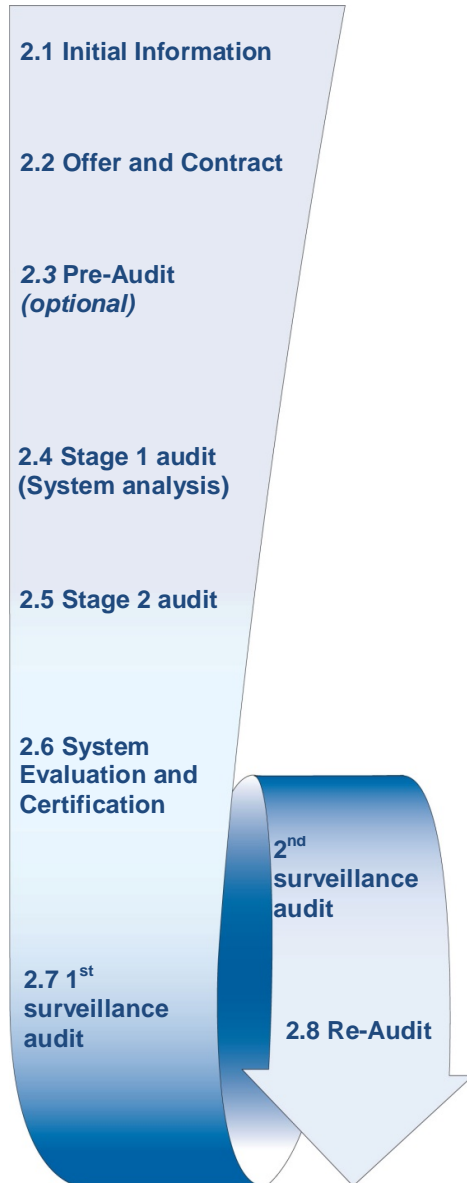 2.1 Initial Information
2.2 Offer and Contract
2.3 Pre-Audit
(optional)
2.4 Stage 1 audit
(System analysis)
2.5 Stage 2 audit
2.6 System
Evaluation and
Certification
2.7 1st
surveillance
audit
2nd
surveillance
audit
2.8 Re-Audit